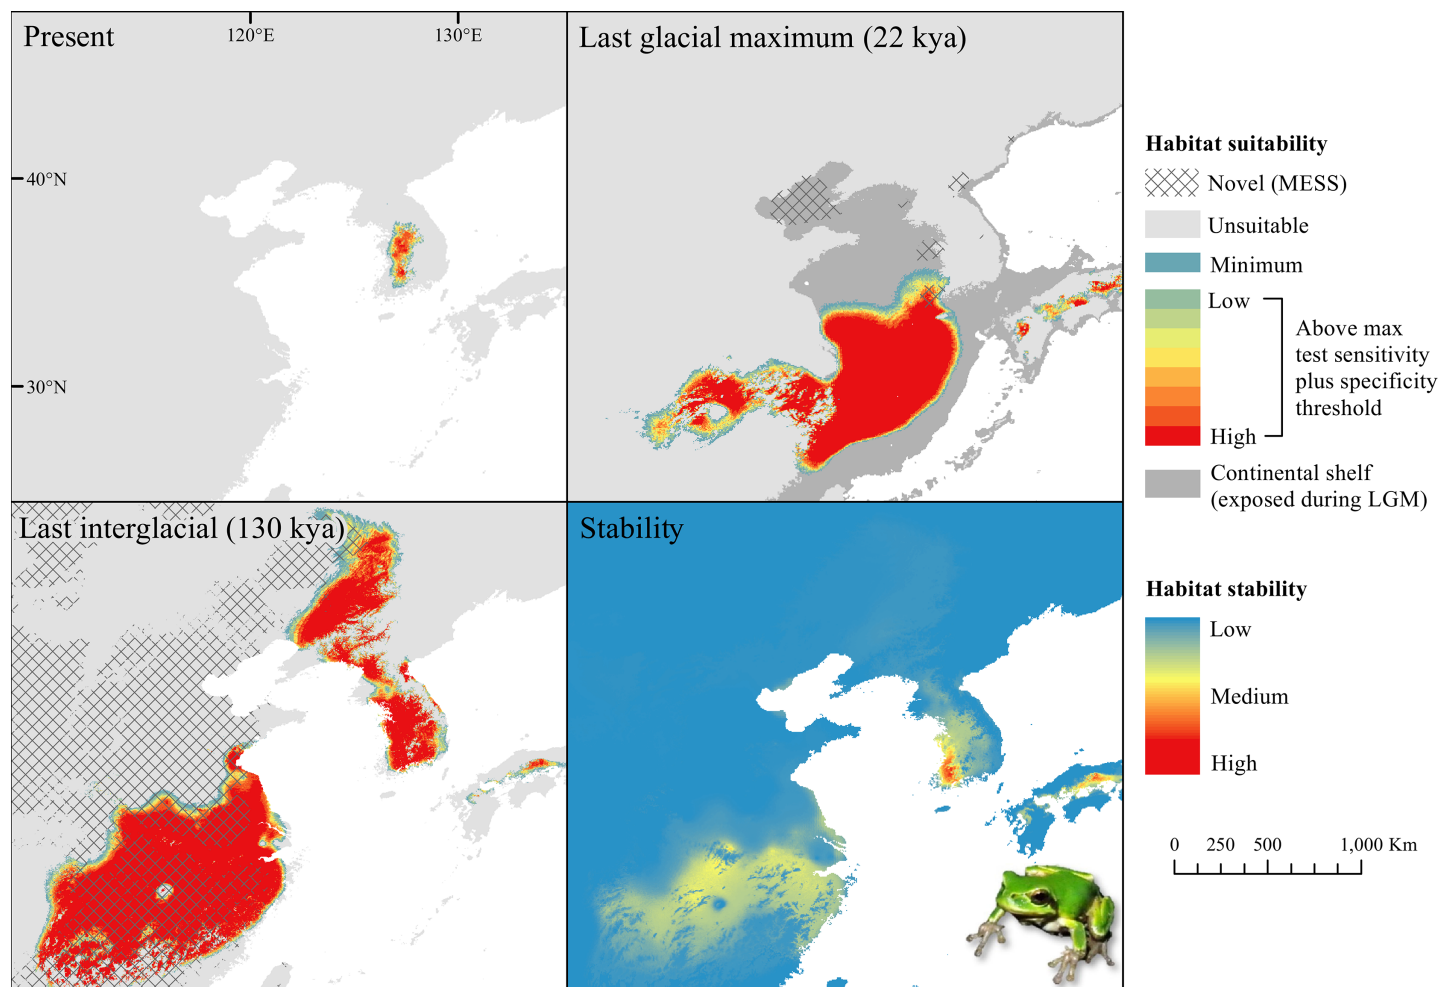 Present
120°E
130°E
40°N
30°N
Last glacial maximum (22 kya)
Last interglacial (130 kya)
Stability
Habitat suitability
Novel (MESS)
Unsuitable
Minimum
Low
High
Above max
test sensitivity
plus specificity
threshold
Continental shelf
(exposed during LGM)
Habitat stability
Low
Medium
High
0 250 500 1,000 Km